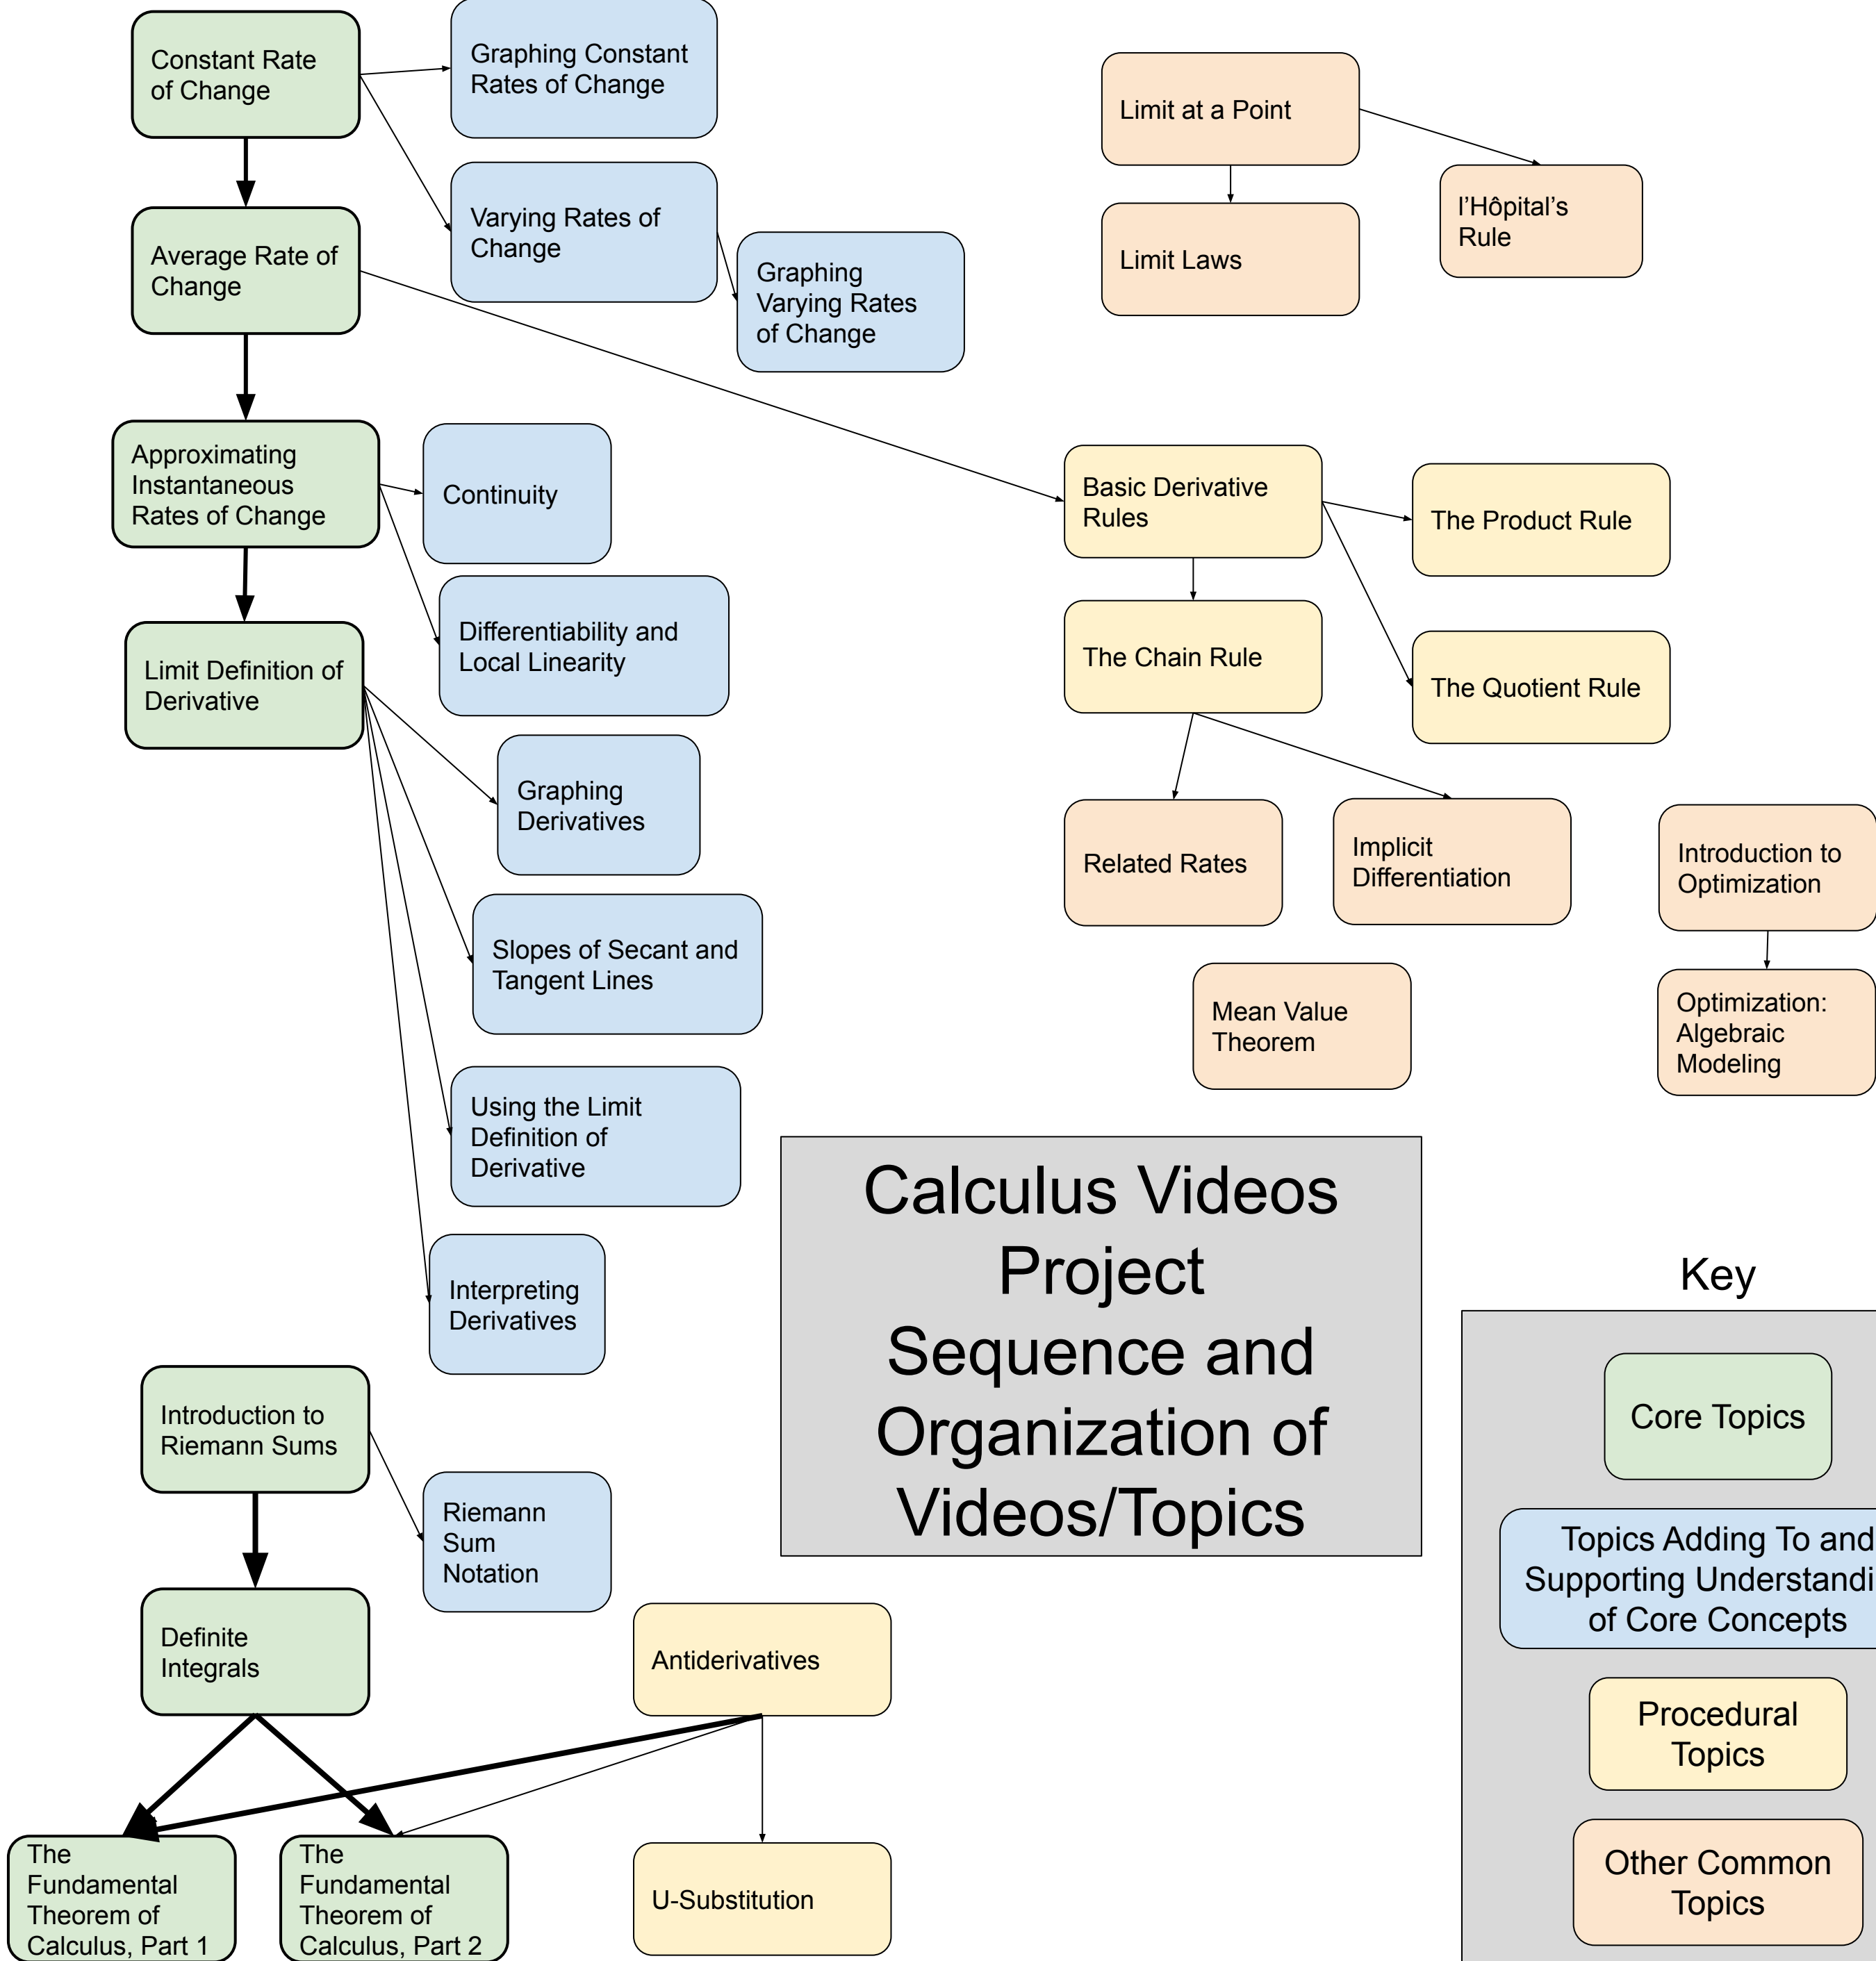 Constant Rate
of Change
Graphing Constant
Rates of Change
Limit at a Point
l'Hôpital's
Rule
Varying Rates of
Change
Average Rate of
Change
Graphing
Varying Rates
of Change
Limit Laws
Approximating
Instantaneous
Rates of Change
Continuity
Basic Derivative
Rules
The Product Rule
Differentiability and
Local Linearity
Limit Definition of
Derivative
The Chain Rule
The Quotient Rule
Graphing
Derivatives
Related Rates
Implicit
Differentiation
Introduction to
Optimization
Slopes of Secant and
Tangent Lines
Mean Value
Theorem
Optimization:
Algebraic
Modeling
Using the Limit
Definition of
Derivative
Interpreting
Derivatives
Calculus Videos
Project
Sequence and
Organization of
Videos/Topics
Introduction to
Riemann Sums
Riemann
Sum
Notation
Definite
Integrals
Antiderivatives
The
Fundamental
Theorem of
Calculus, Part 1
The
Fundamental
Theorem of
Calculus, Part 2
U-Substitution
Key
Core Topics
Topics Adding To and
Supporting Understandi
of Core Concepts
Procedural
Topics
Other Common
Topics